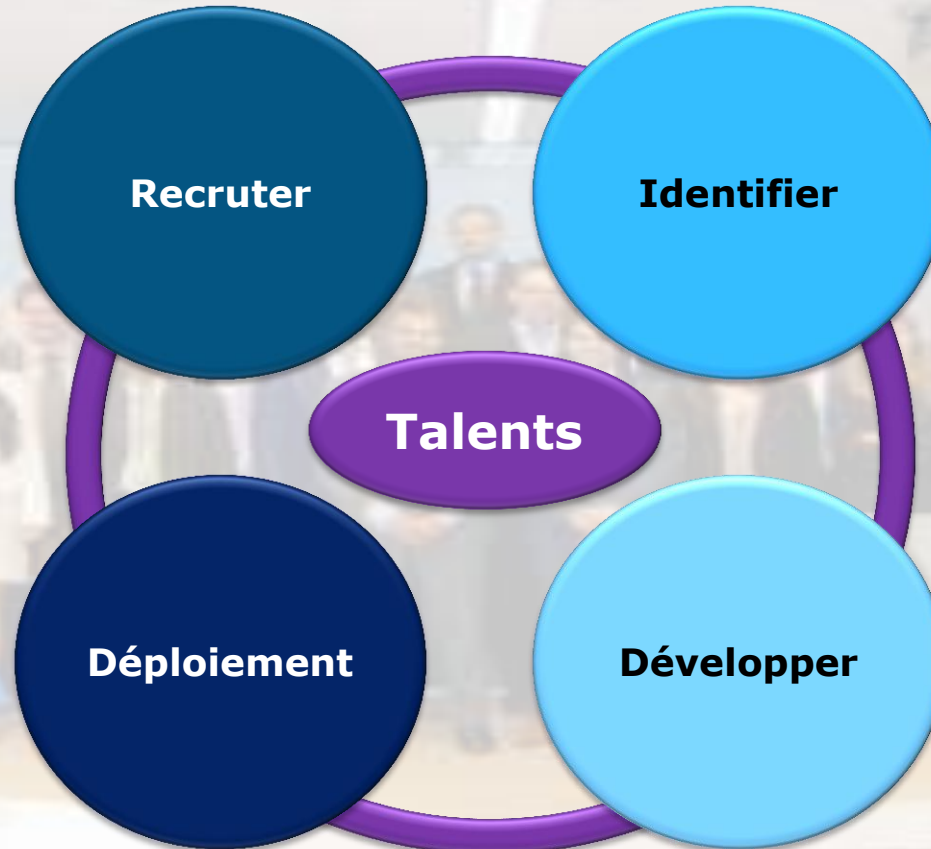 Recruter
Identifier
Talents
Déploiement
Développer